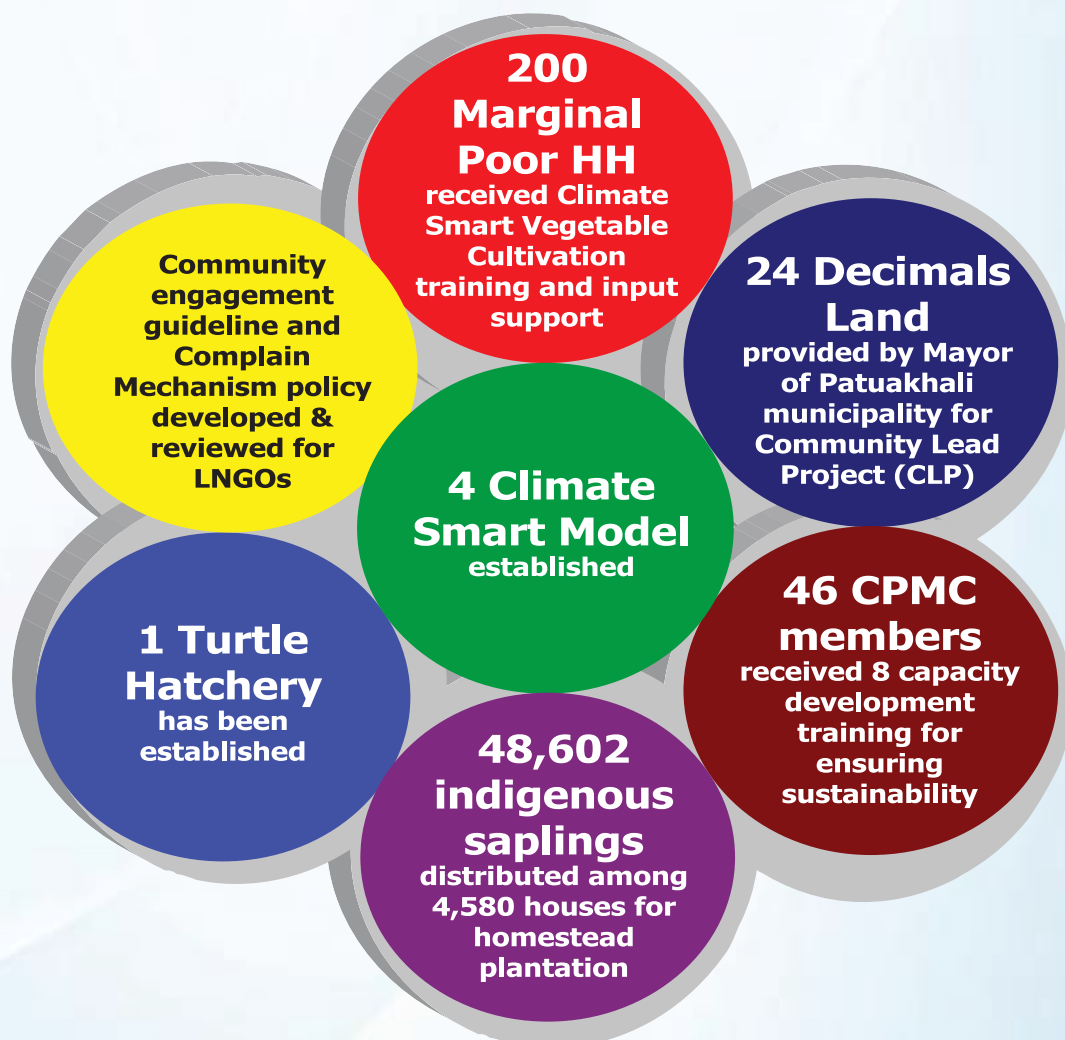 200
Marginal
Poor HH
received Climate
Smart Vegetable
Cultivation
training and input
support
Community
engagement
guideline and
Complain
Mechanism policy
developed &
reviewed for
LNGOs
24 Decimals
Land
provided by Mayor
of Patuakhali
municipality for
Community Lead
Project (CLP)
4 Climate
Smart Model
established
1 Turtle
Hatchery
has been
established
46 CPMC
members
received 8 capacity
development
training for
ensuring
sustainability
48,602
indigenous
saplings
distributed among
4,580 houses for
homestead
plantation